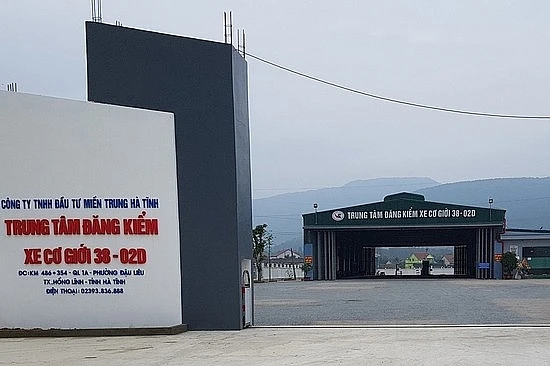 CÔNG TY TNHH ĐẦU TƯ MIỀN TRUNG HÀ TĨNH
TRUNG TÂM ĐĂNG KIỂM
XE CƠ GIỚI 38 - 02D
ĐC: KM 486+354 - QL 1A - PHƯỜNG ĐẬU LIÊU
TX.HỒNG LĨNH - TỈNH HÀ TĨNH
ĐIỆN THOẠI : 02393.836.888
TRUNG TÂM ĐĂNG KIỂM XE CƠ GIỚI 38 - 02D